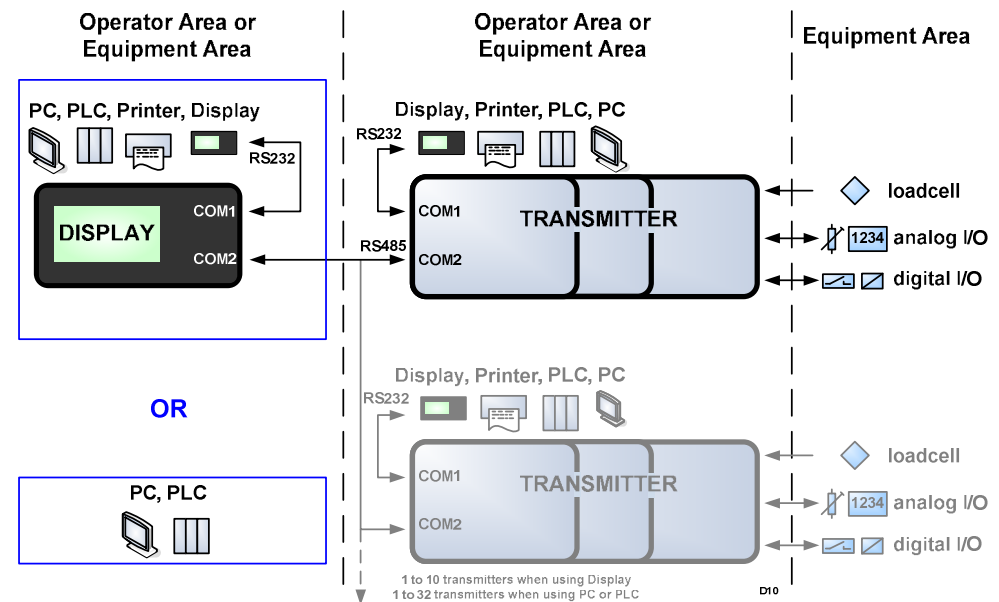 Operator Area or
Equipment Area
PC, PLC, Printer, Display
RS232
COM1
DISPLAY
COM2
RS485
OR
PC, PLC
Operator Area or
Equipment Area
Display, Printer, PLC, PC
RS232
COM1
TRANSMITTER
COM2
Display, Printer, PLC, PC
RS232
COM1
TRANSMITTER
COM2
1 to 10 transmitters when using Display
1 to 32 transmitters when using PC or PLC
Equipment Area
loadcell
1234 analog I/O
digital I/O
loadcell
1234 analog I/O
digital I/O
D10